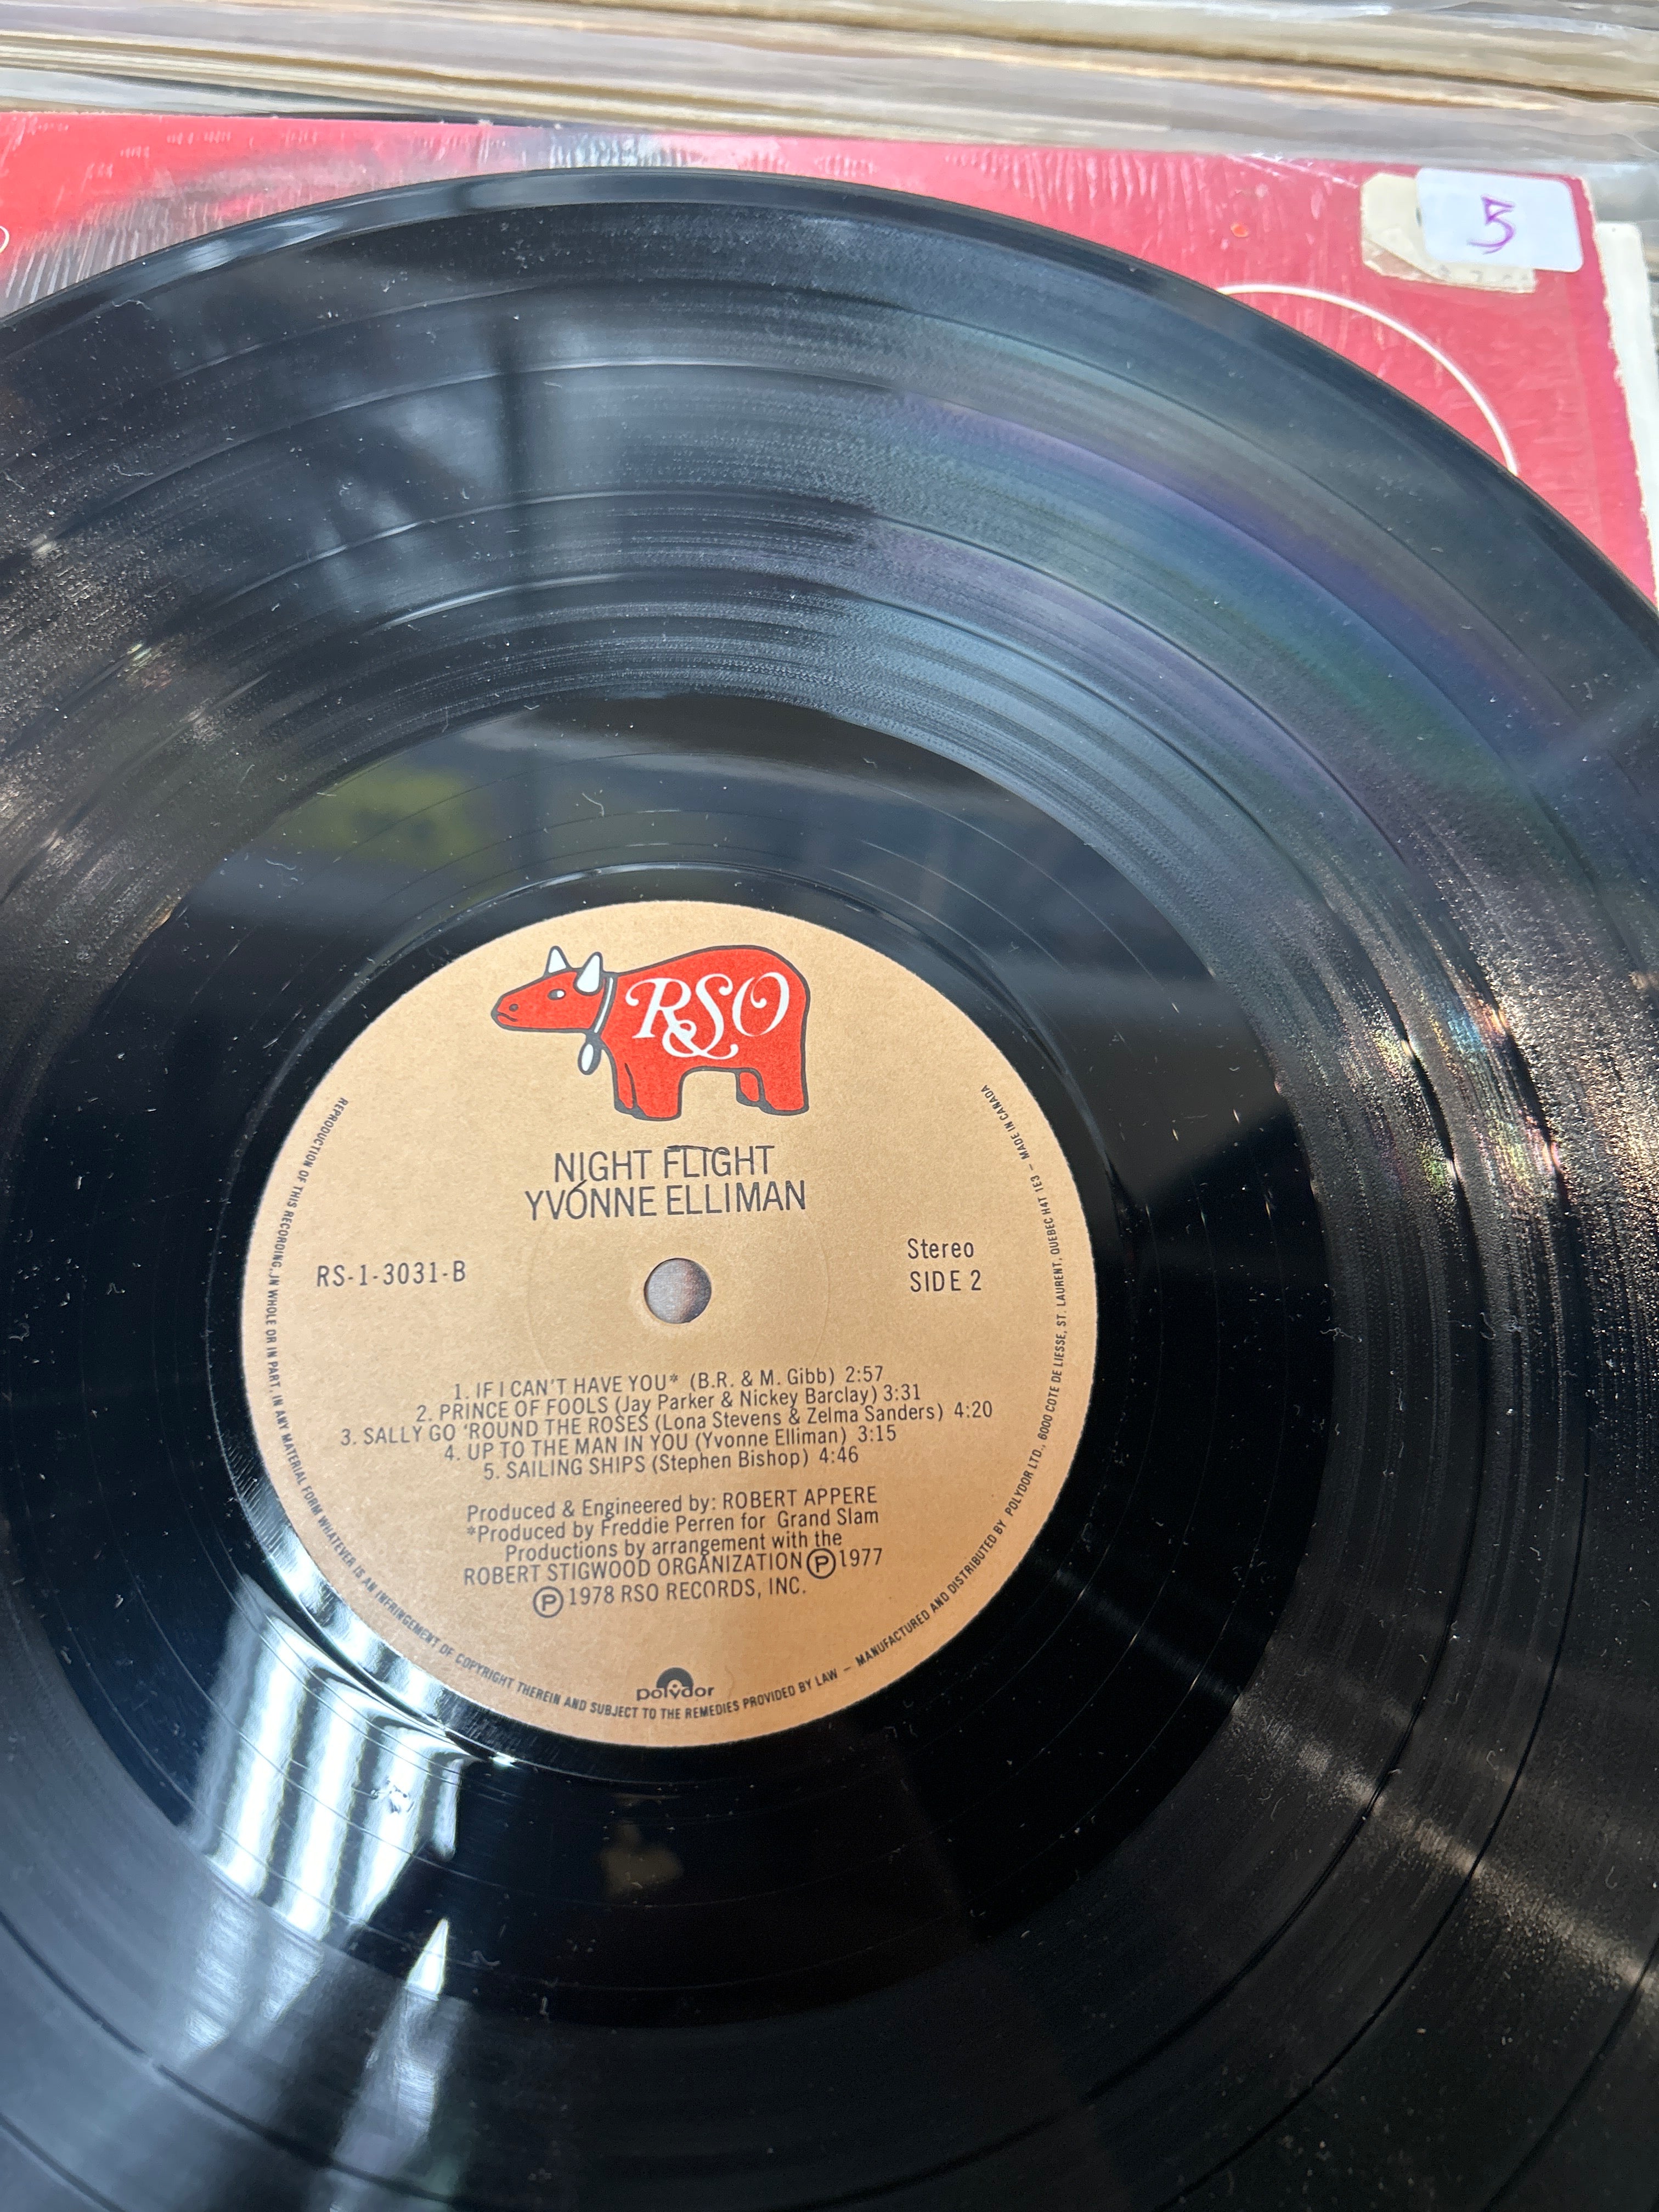 5
RSO
NIGHT FLIGHT
YVONNE ELLIMAN
RS-1-3031-B
Stereo
SIDE 2
1. IF I CAN'T HAVE YOU* (B.R. & M. Gibb) 2:57
2. PRINCE OF FOOLS (Jay Parker & Nickey Barclay) 3:31
3. SALLY GO 'ROUND THE ROSES (Lona Stevens & Zelma Sanders) 4:20
4. UP TO THE MAN IN YOU (Yvonne Elliman) 3:15
5. SAILING SHIPS (Stephen Bishop) 4:46
Produced & Engineered by: ROBERT APPERE
*Produced by Freddie Perren for Grand Slam
Productions by arrangement with the
ROBERT STIGWOOD ORGANIZATION Ⓟ 1977
Ⓟ 1978 RSO RECORDS, INC.
polydor
REPRODUCTION OF THIS RECORDING, IN WHOLE OR IN PART, IN ANY MATERIAL FORM WHATEVER IS AN INFRINGEMENT OF COPYRIGHT THEREIN AND SUBJECT TO THE REMEDIES PROVIDED BY LAW — MANUFACTURED AND DISTRIBUTED BY POLYDOR LTD., 6000 COTE DE LIESSE, ST. LAURENT, QUEBEC H4T 1E3 — MADE IN CANADA